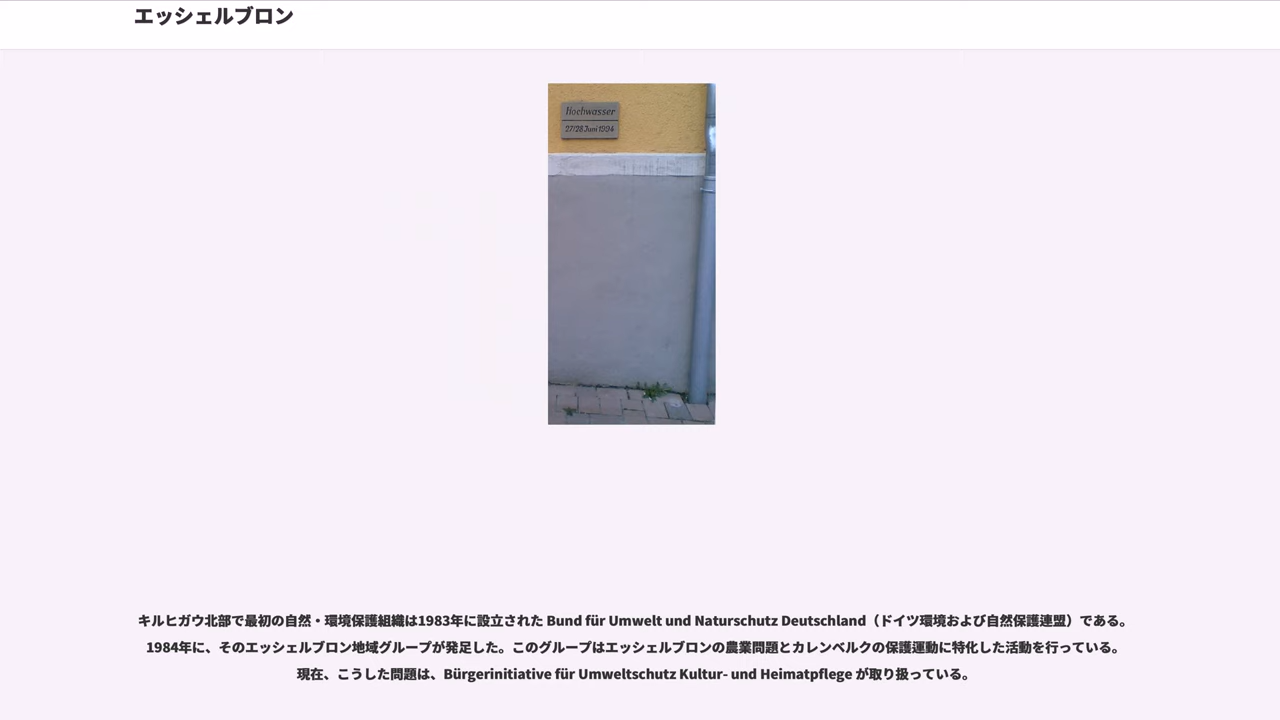 エッシェルブロン
Hochwasser
27/28 Juni 1994
キルヒガウ北部で最初の自然・環境保護組織は1983年に設立された Bund für Umwelt und Naturschutz Deutschland（ドイツ環境および自然保護連盟）である。
1984年に、そのエッシェルブロン地域グループが発足した。このグループはエッシェルブロンの農業問題とカレンベルクの保護運動に特化した活動を行っている。
現在、こうした問題は、Bürgerinitiative für Umweltschutz Kultur- und Heimatpflege が取り扱っている。